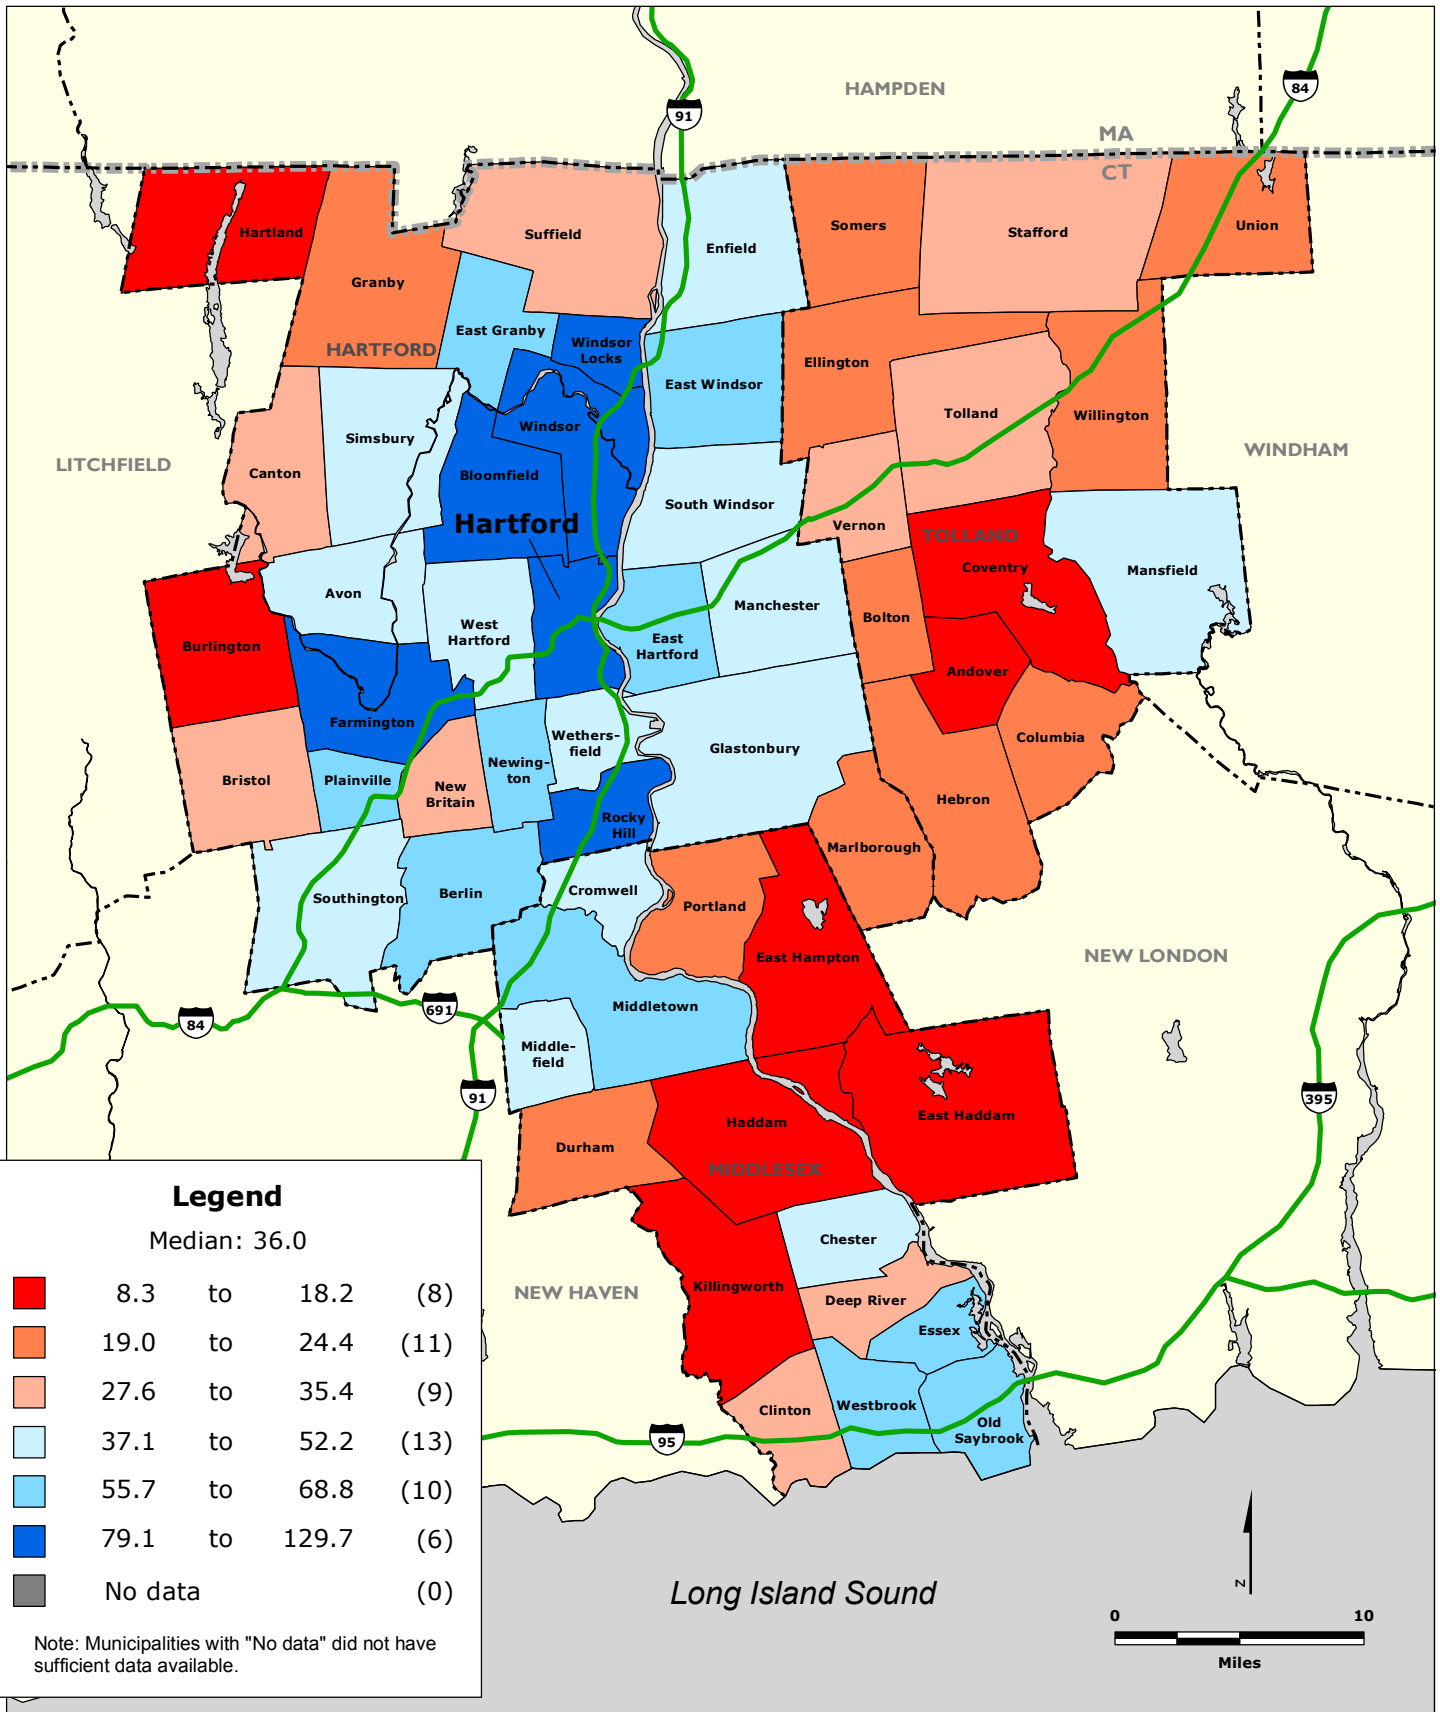 HAMPDEN
84
91
MA
CT
Hartland
Suffield
Enfield
Somers
Stafford
Union
Granby
East Granby
HARTFORD
Windsor
Locks
East Windsor
Ellington
Tolland
Willington
Simsbury
Windsor
LITCHFIELD
Canton
Bloomfield
WINDHAM
South Windsor
Hartford
Vernon
TOLLAND
Coventry
Mansfield
Avon
Manchester
West
Hartford
East
Hartford
Bolton
Burlington
Andover
Farmington
Wethers-
field
Glastonbury
Columbia
Bristol
Plainville
New
Britain
Newing-
ton
Hebron
Rocky
Hill
Marlborough
Southington
Berlin
Cromwell
Portland
East Hampton
NEW LONDON
Middletown
84
691
Middle-
field
91
395
Haddam
East Haddam
Durham
MIDDLESEX
Chester
NEW HAVEN
Killingworth
Deep River
Essex
Clinton
Westbrook
Old
Saybrook
95
Legend
Median: 36.0
8.3 to 18.2 (8)
19.0 to 24.4 (11)
27.6 to 35.4 (9)
37.1 to 52.2 (13)
55.7 to 68.8 (10)
79.1 to 129.7 (6)
No data (0)
Note: Municipalities with "No data" did not have
sufficient data available.
Long Island Sound
N
0 10
Miles